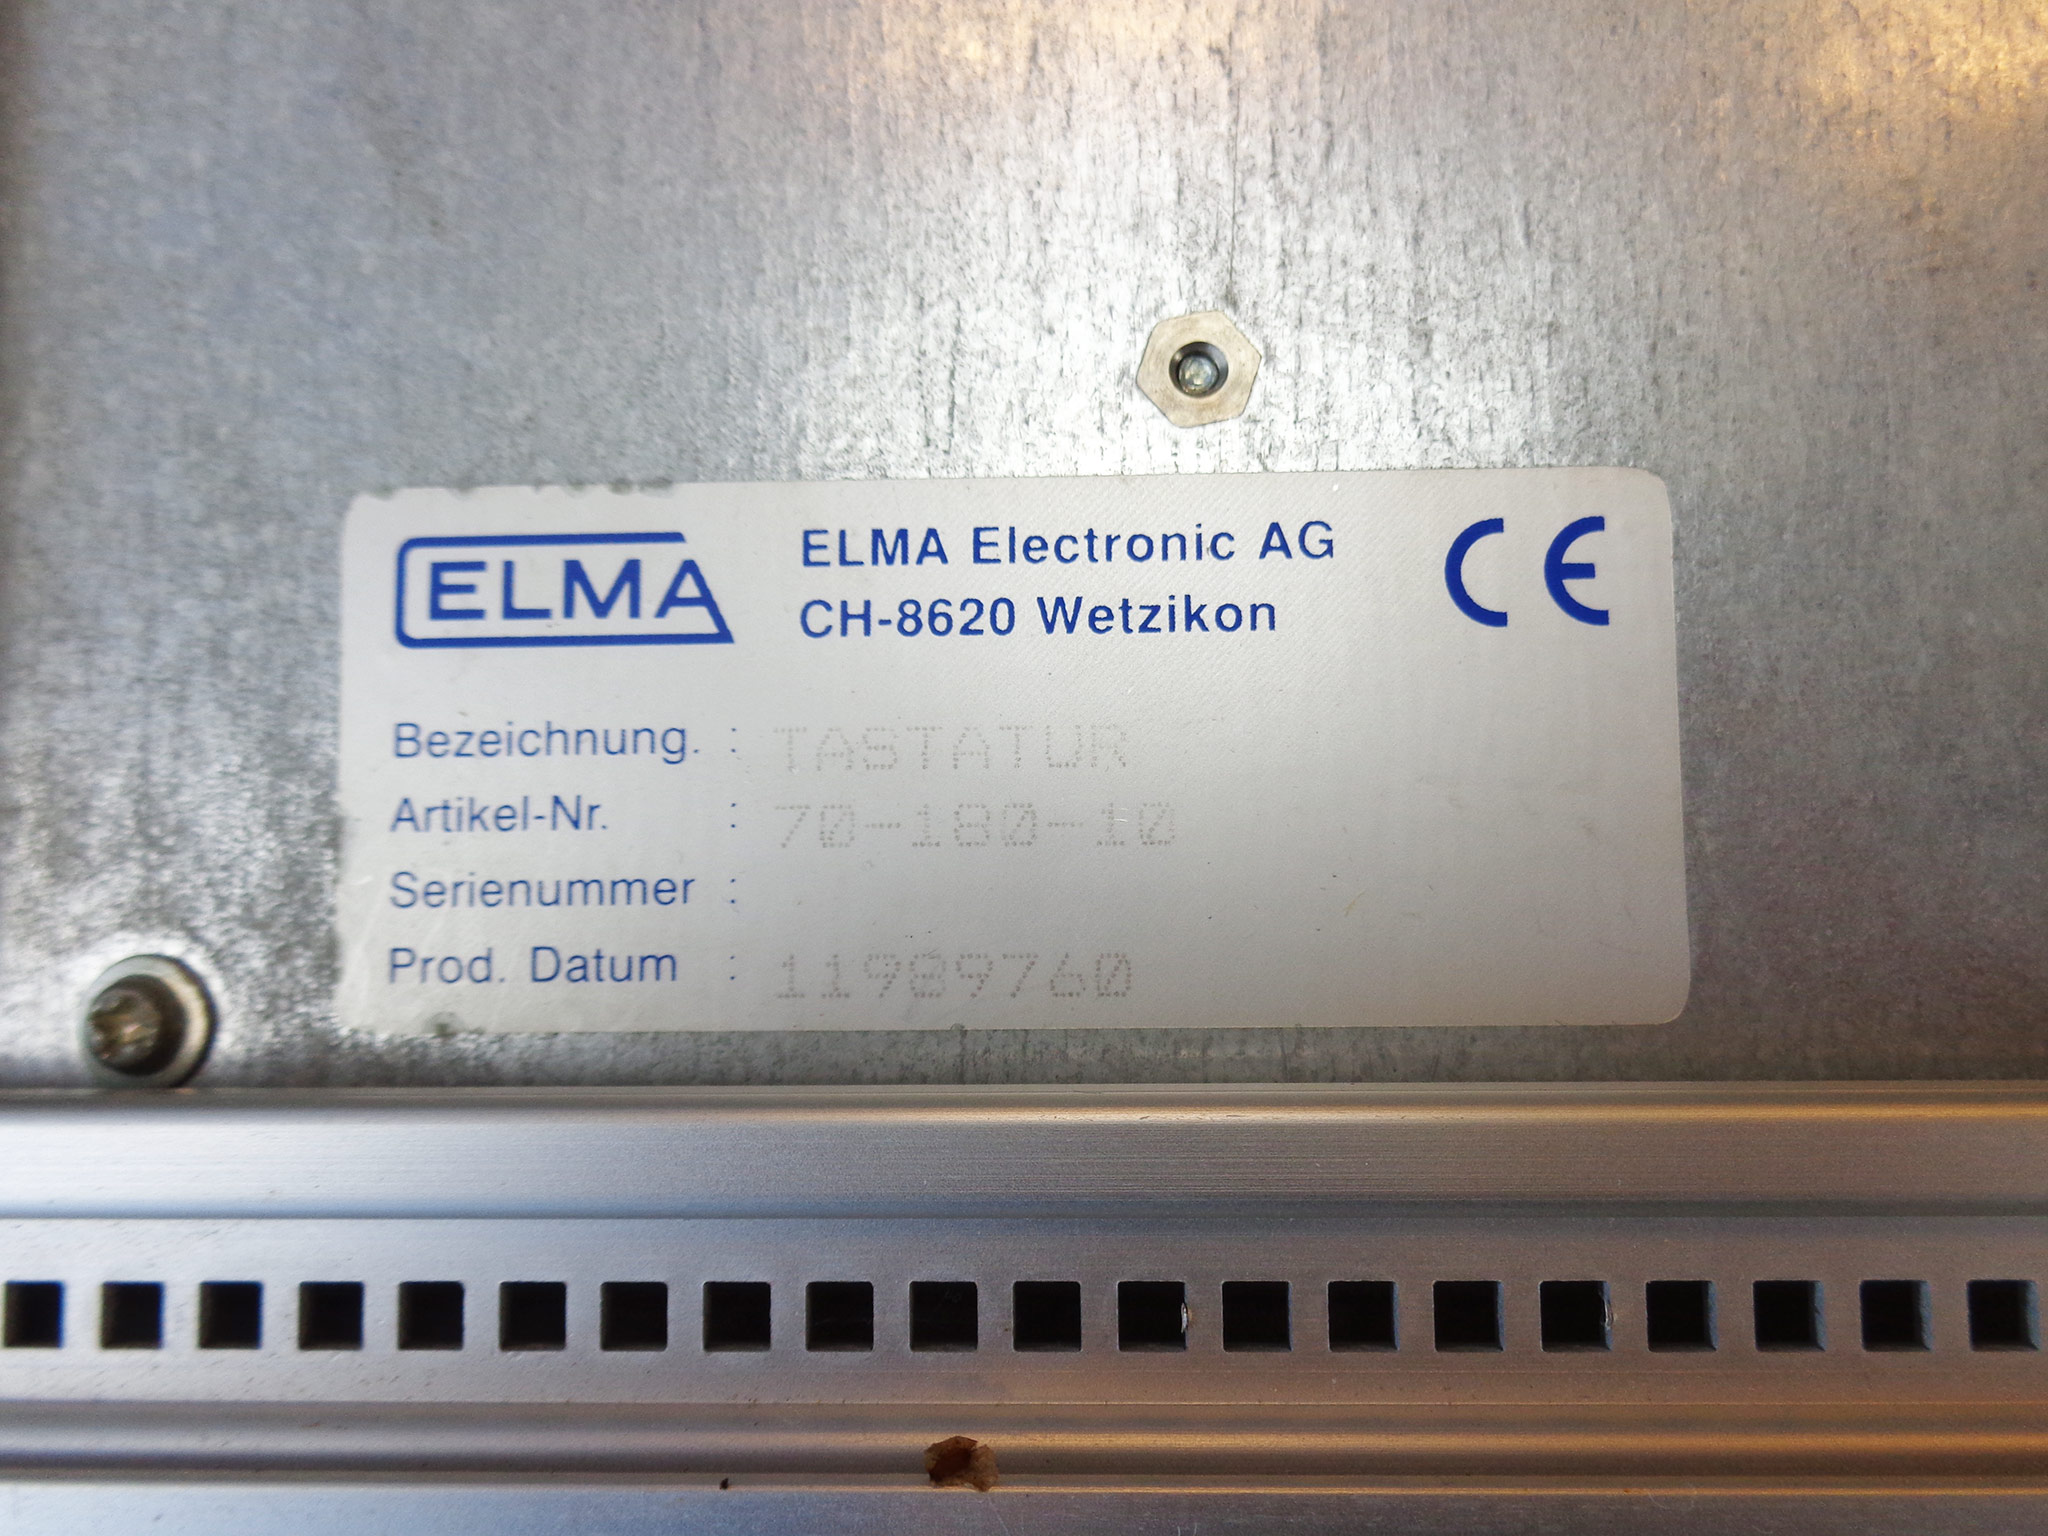 ELMA
ELMA Electronic AG
CH-8620 Wetzikon
CE
Bezeichnung. : TASTATUR
Artikel-Nr. : 70-180-10
Serienummer :
Prod. Datum : 11989760